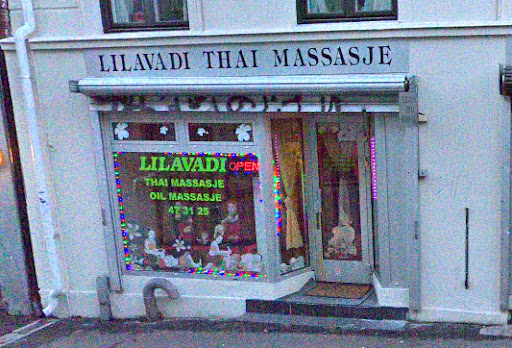 LILAVADI THAI MASSASJE
LILAVADI OPEN
THAI MASSASJE
OIL MASSASJE
47 31 25